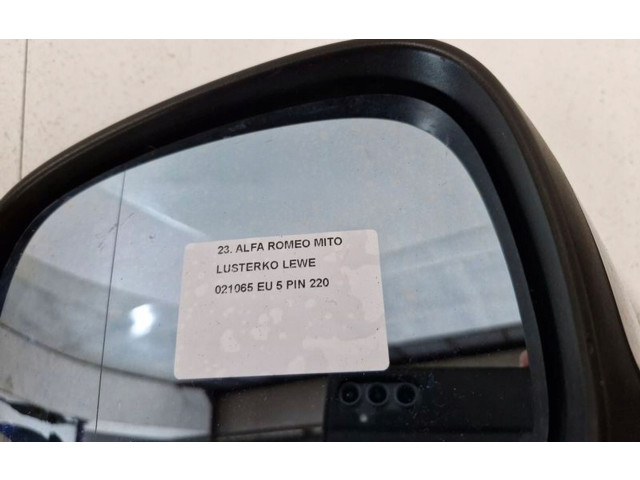 23. ALFA ROMEO MITO
LUSTERKO LEWE
021065 EU 5 PIN 220